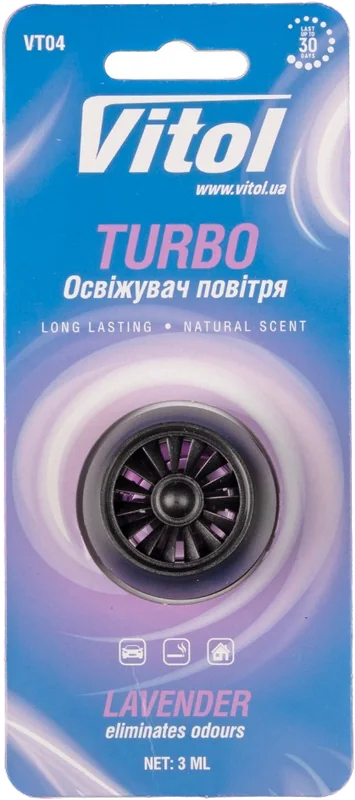 VT04
LAST
UP TO
30
DAYS
Vitol
www.vitol.ua
TURBO
Освіжувач повітря
LONG LASTING • NATURAL SCENT
LAVENDER
eliminates odours
NET: 3 ML